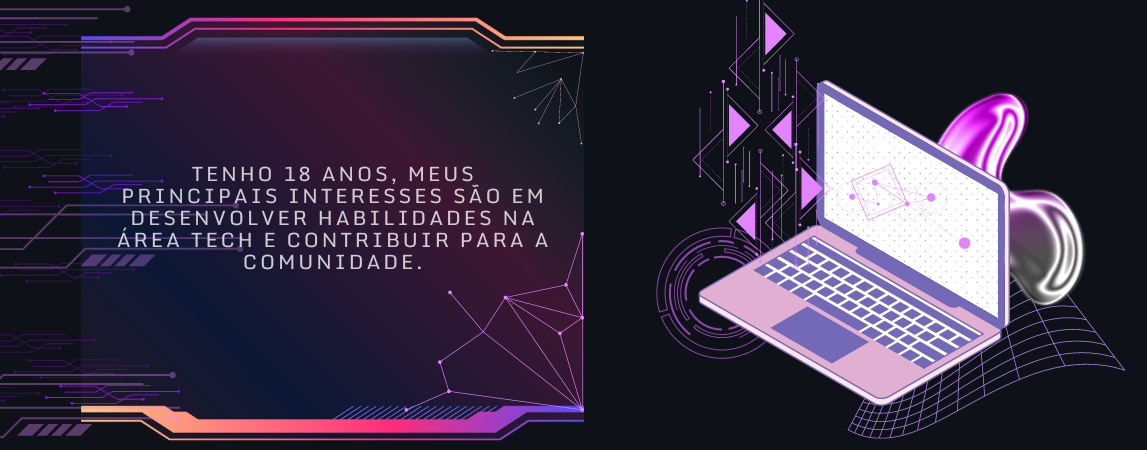 TENHO 18 ANOS, MEUS
PRINCIPAIS INTERESSES SÃO EM
DESENVOLVER HABILIDADES NA
ÁREA TECH E CONTRIBUIR PARA A
COMUNIDADE.